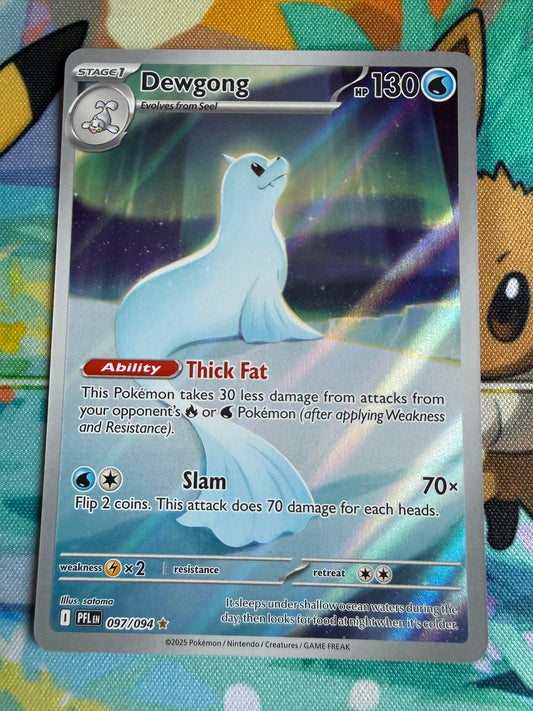 STAGE 1
Dewgong
HP 130
Evolves from Seel
Ability Thick Fat
This Pokémon takes 30 less damage from attacks from
your opponent's or Pokémon (after applying Weakness
and Resistance).
Slam 70×
Flip 2 coins. This attack does 70 damage for each heads.
weakness ×2 resistance retreat
Illus. satoma
It sleeps under shallow ocean waters during the
day, then looks for food at night when it's colder.
I PFL EN 097/094
©2025 Pokémon / Nintendo / Creatures / GAME FREAK